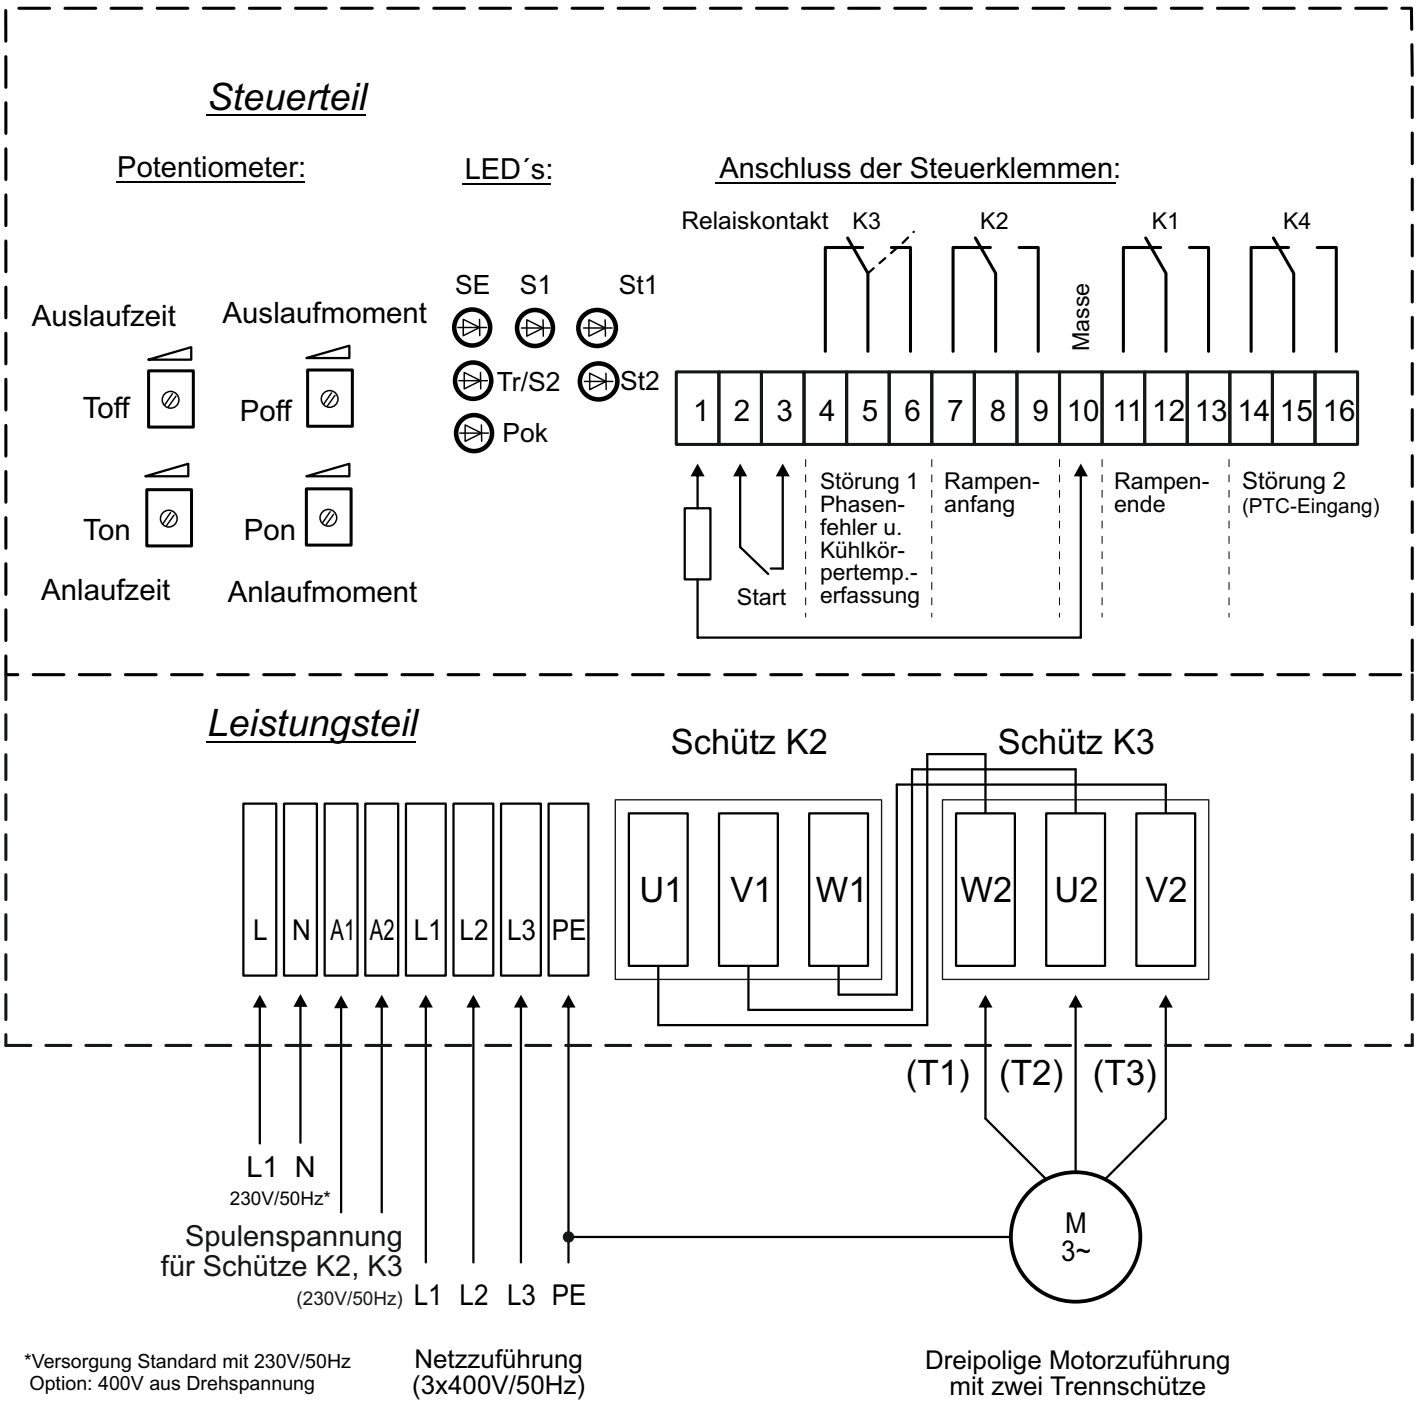 Steuerteil
Potentiometer:
LED´s:
Anschluss der Steuerklemmen:
Relaiskontakt K3 K2 K1 K4
Masse
SE S1 St1
Auslaufzeit Auslaufmoment
Tr/S2 St2
Toff Poff
Pok
1 2 3 4 5 6 7 8 9 10 11 12 13 14 15 16
Ton Pon
Anlaufzeit Anlaufmoment
Start
Störung 1
Phasen-
fehler u.
Kühlkör-
pertemp.-
erfassung
Rampen-
anfang
Rampen-
ende
Störung 2
(PTC-Eingang)
Leistungsteil
Schütz K2 Schütz K3
L N A1 A2 L1 L2 L3 PE
U1 V1 W1 W2 U2 V2
(T1) (T2) (T3)
L1 N
230V/50Hz*
Spulenspannung
für Schütze K2, K3
(230V/50Hz)
L1 L2 L3 PE
M
3~
*Versorgung Standard mit 230V/50Hz
Option: 400V aus Drehspannung
Netzzuführung
(3x400V/50Hz)
Dreipolige Motorzuführung
mit zwei Trennschütze